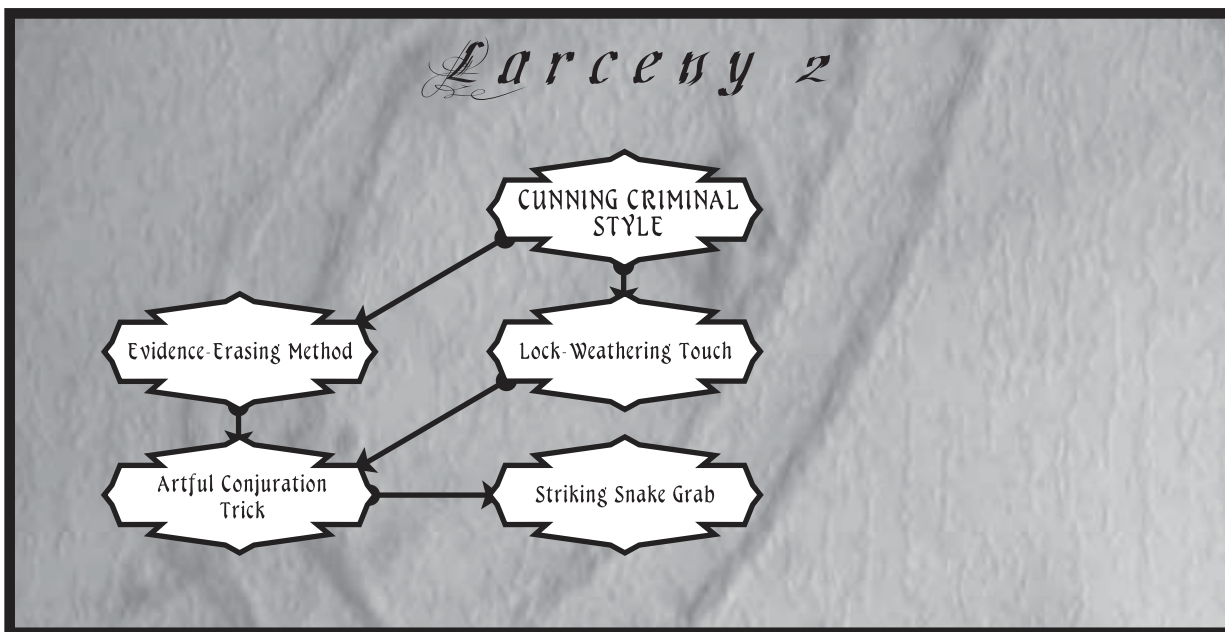 Larceny 2
CUNNING CRIMINAL
STYLE
Evidence-Erasing Method
Lock-Weathering Touch
Artful Conjuration
Trick
Striking Snake Grab